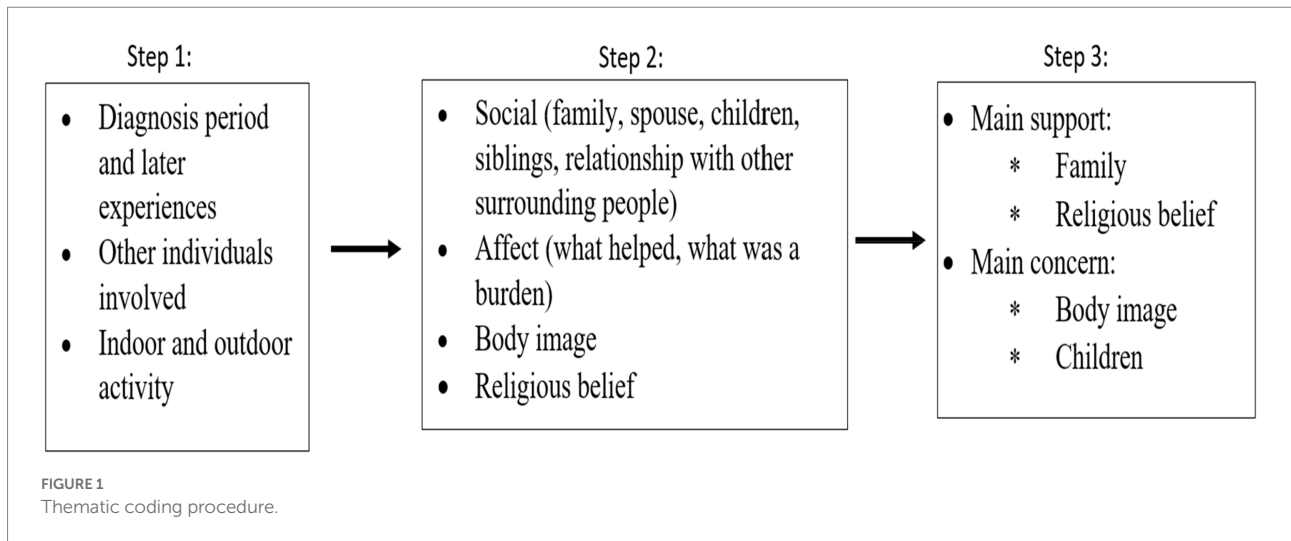 Step 1:
• Diagnosis period
and later
experiences
• Other individuals
involved
• Indoor and outdoor
activity
Step 2:
• Social (family, spouse, children,
siblings, relationship with other
surrounding people)
• Affect (what helped, what was a
burden)
• Body image
• Religious belief
Step 3:
• Main support:
* Family
* Religious belief
• Main concern:
* Body image
* Children
FIGURE 1
Thematic coding procedure.